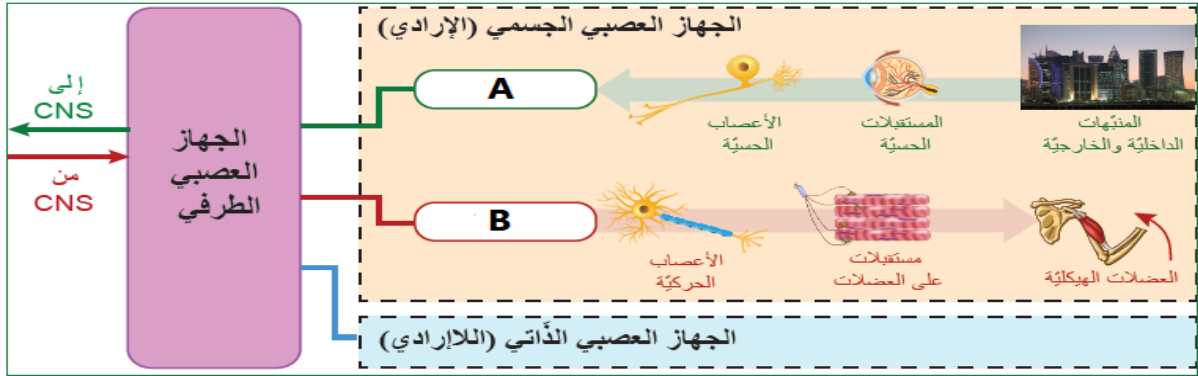 الجهاز العصبي الجسمي (الإرادي)
إلى
CNS
من
CNS
الجهاز
العصبي
الطرفي
A
الأعصاب
الحسيّة
المستقبلات
الحسيّة
المنبّهات
الداخليّة والخارجيّة
B
الأعصاب
الحركيّة
مستقبلات
على العضلات
العضلات الهيكليّة
الجهاز العصبي الذّاتي (اللاإرادي)